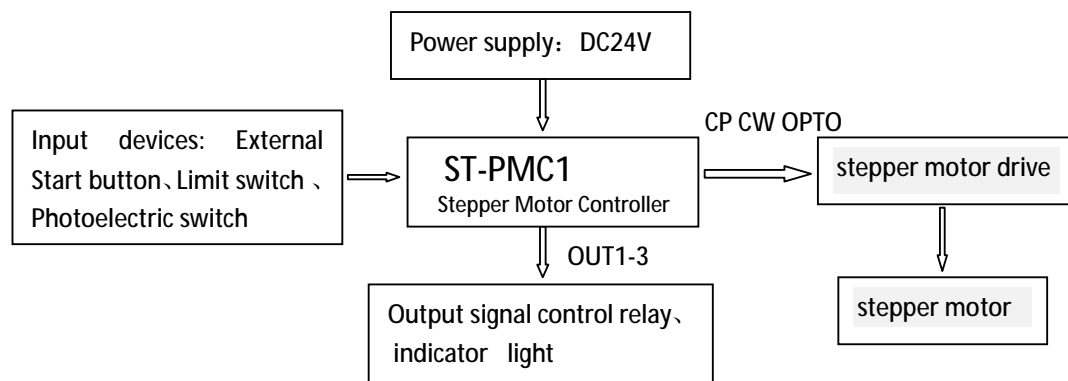 Power supply：DC24V
Input devices: External
Start button、Limit switch 、
Photoelectric switch
ST-PMC1
Stepper Motor Controller
CP CW OPTO
stepper motor drive
OUT1-3
Output signal control relay、
indicator light
stepper motor